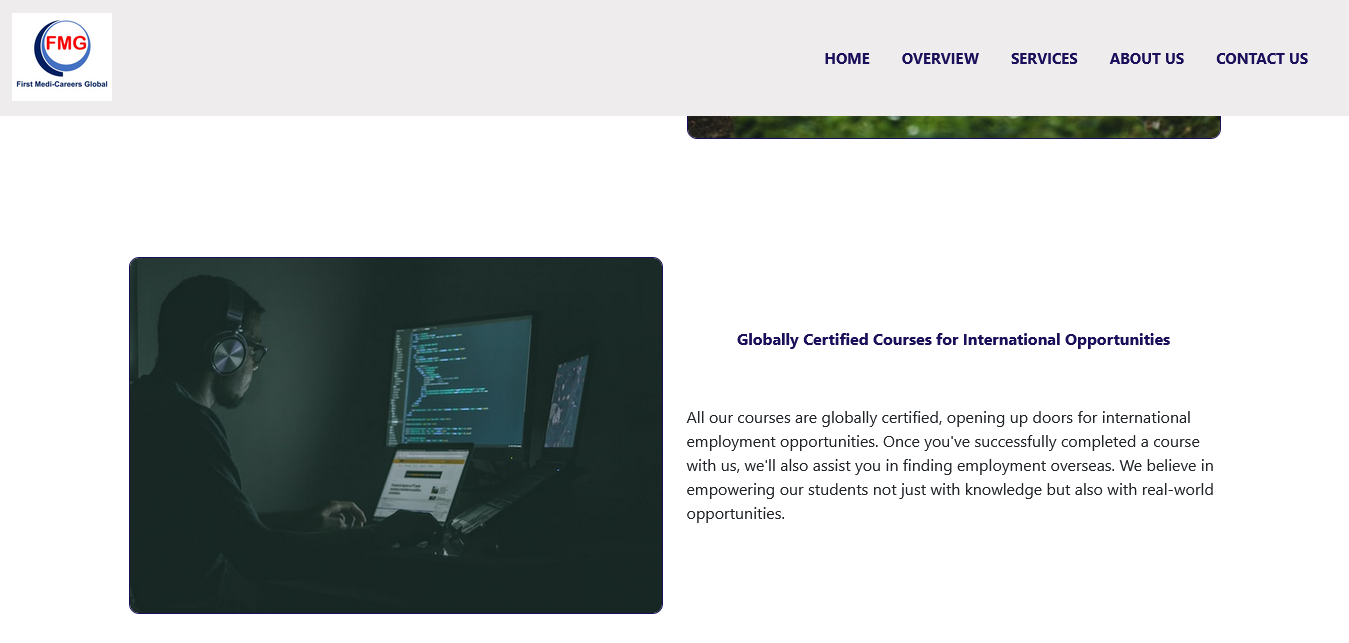 FMG
First Medi-Careers Global
HOME
OVERVIEW
SERVICES
ABOUT US
CONTACT US
Globally Certified Courses for International Opportunities
All our courses are globally certified, opening up doors for international
employment opportunities. Once you've successfully completed a course
with us, we'll also assist you in finding employment overseas. We believe in
empowering our students not just with knowledge but also with real-world
opportunities.